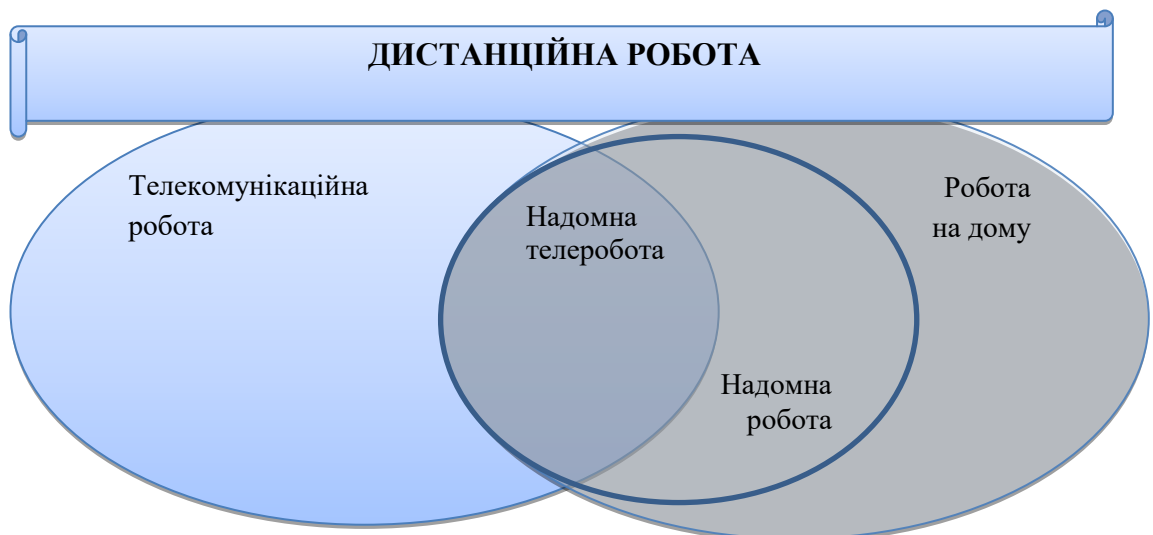 ДИСТАНЦІЙНА РОБОТА
Телекомунікаційна
робота
Надомна
телеробота
Робота
на дому
Надомна
робота